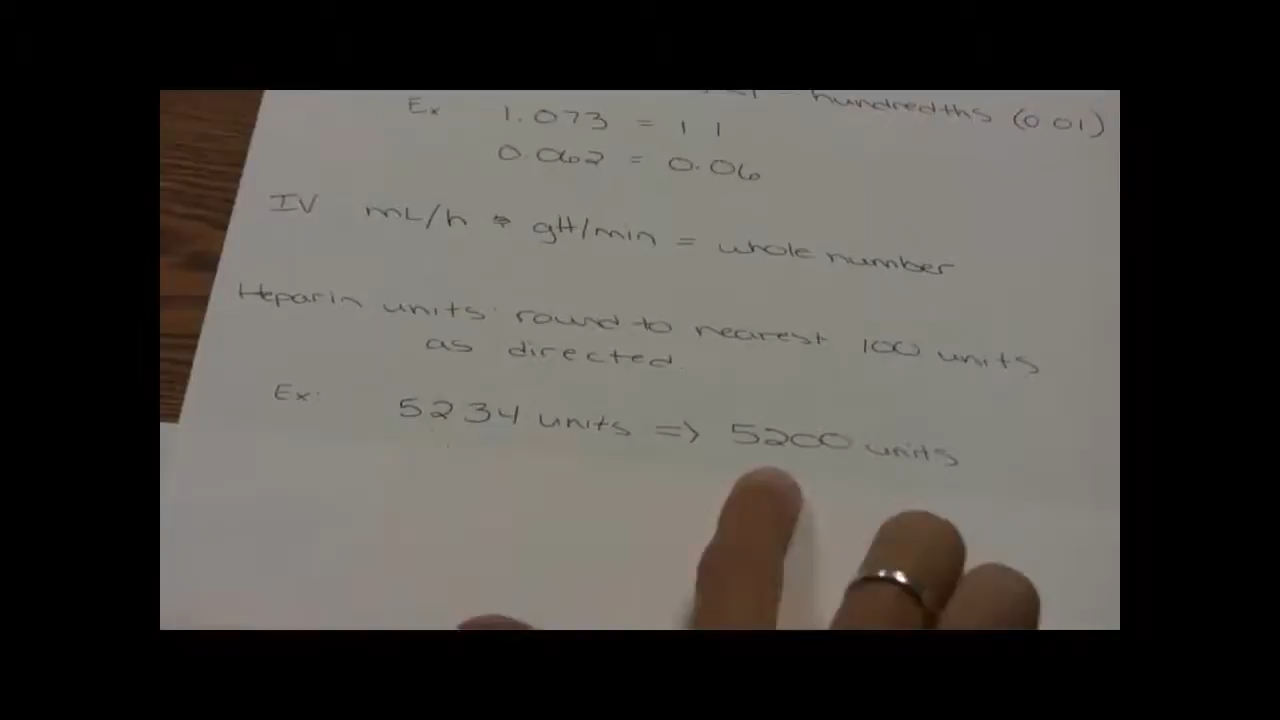 hundredths (0.01)
Ex 1.073 = 1.1
0.062 = 0.06
IV mL/h + gtt/min = whole number
Heparin units: round to nearest 100 units
as directed.
Ex: 5234 units => 5200 units